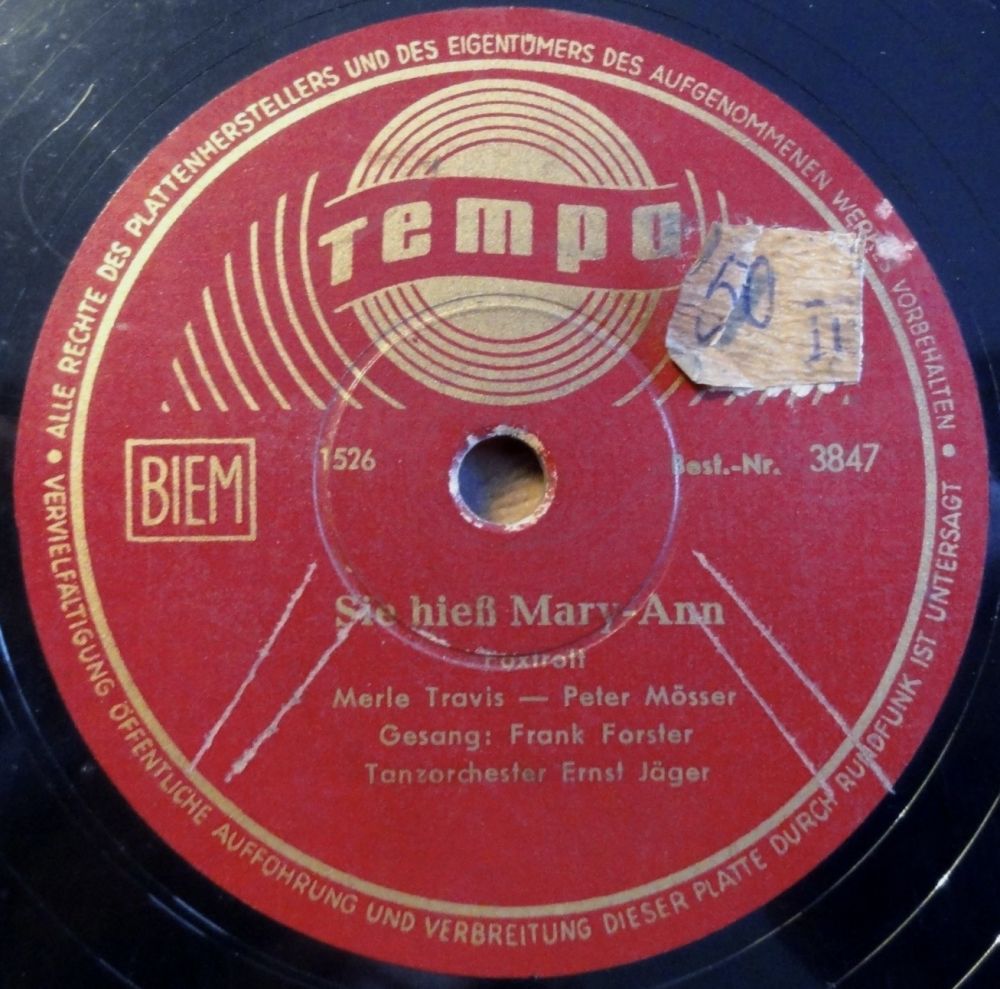 ALLE RECHTE DES PLATTENHERSTELLERS UND DES EIGENTÜMERS DES AUFGENOMMENEN WERKES VORBEHALTEN •
Tempo
50
II
BIEM
1526
Best.-Nr. 3847
Sie hieß Mary-Ann
Foxtrott
Merle Travis — Peter Mösser
Gesang: Frank Forster
Tanzorchester Ernst Jäger
• VERVIELFÄLTIGUNG ÖFFENTLICHE AUFFÜHRUNG UND VERBREITUNG DIESER PLATTE DURCH RUNDFUNK IST UNTERSAGT